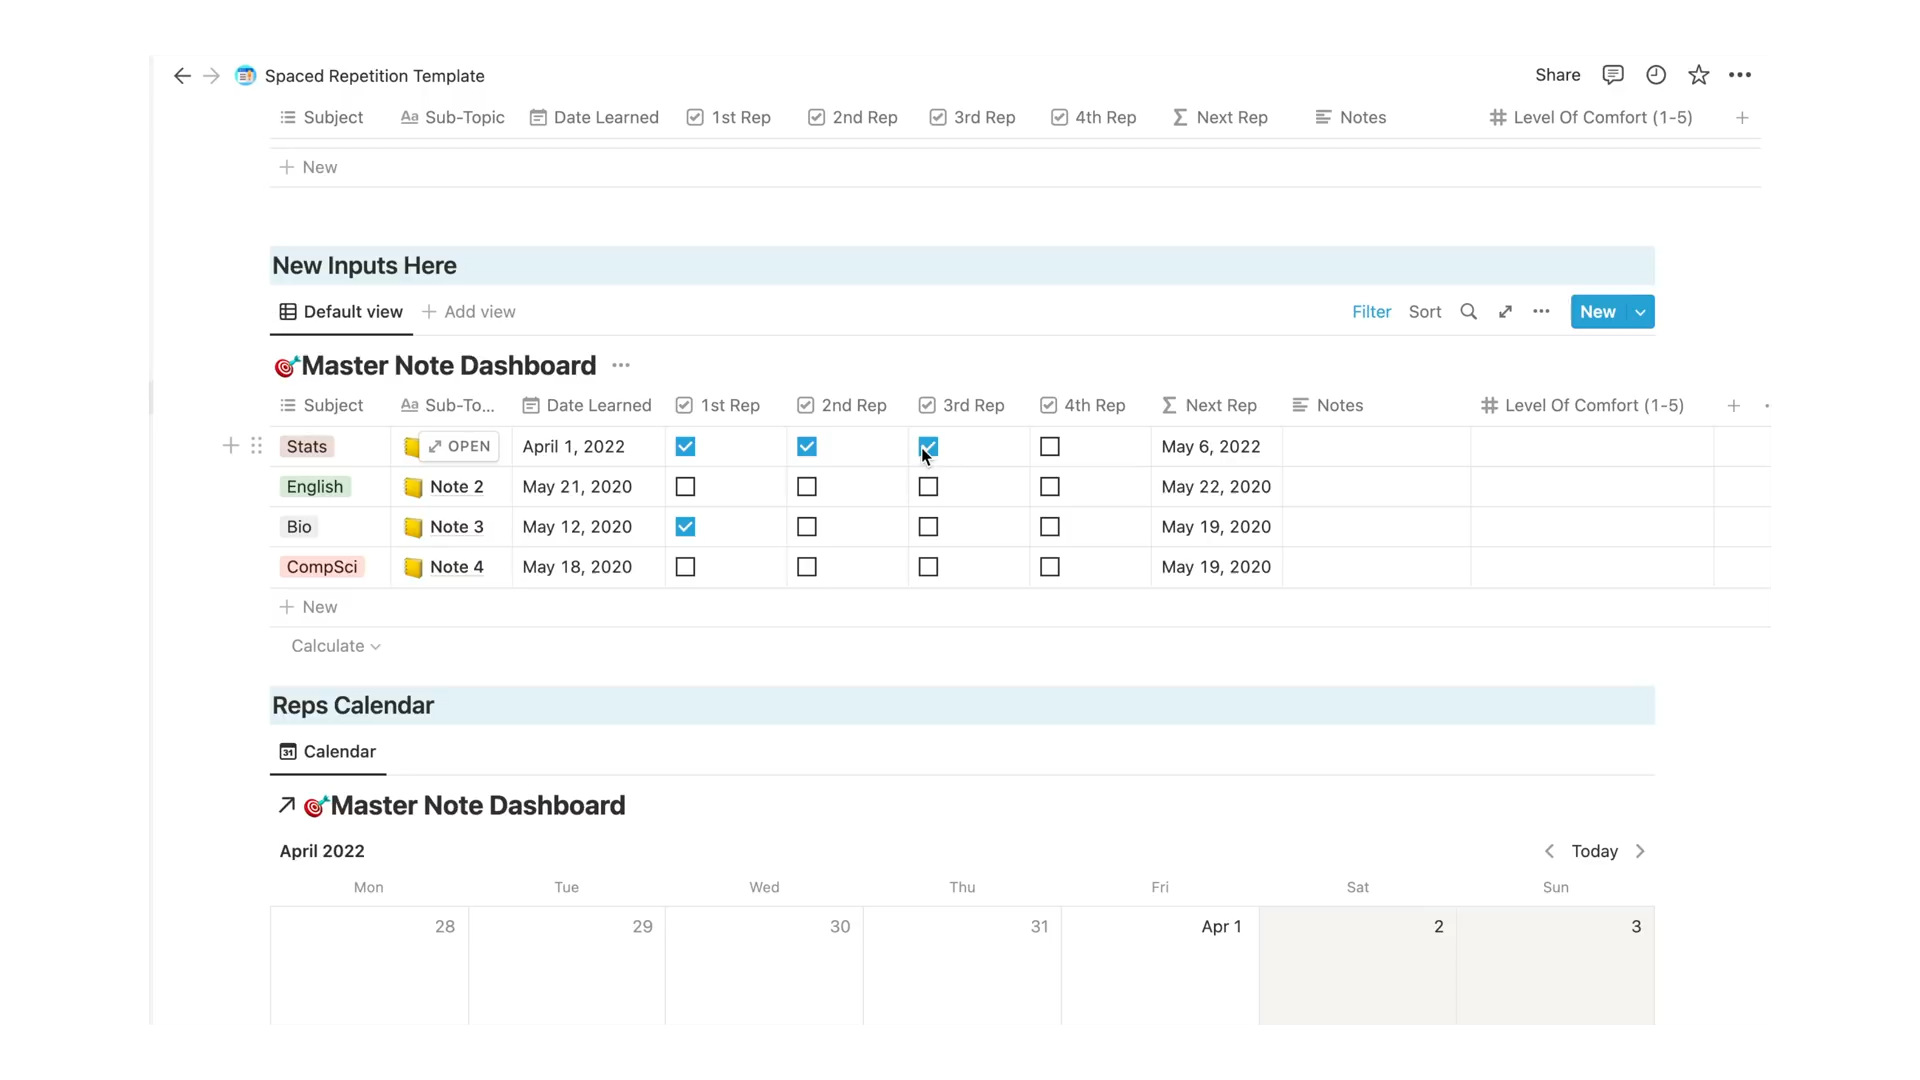 Spaced Repetition Template Share
Subject Aa Sub-Topic Date Learned 1st Rep 2nd Rep 3rd Rep 4th Rep Σ Next Rep Notes # Level Of Comfort (1-5) +
+ New
New Inputs Here
Default view + Add view Filter Sort New
Master Note Dashboard
Subject Aa Sub-To... Date Learned 1st Rep 2nd Rep 3rd Rep 4th Rep Σ Next Rep Notes # Level Of Comfort (1-5) +
Stats OPEN April 1, 2022 May 6, 2022
English Note 2 May 21, 2020 May 22, 2020
Bio Note 3 May 12, 2020 May 19, 2020
CompSci Note 4 May 18, 2020 May 19, 2020
+ New
Calculate
Reps Calendar
31 Calendar
Master Note Dashboard
April 2022 Today
Mon Tue Wed Thu Fri Sat Sun
28 29 30 31 Apr 1 2 3